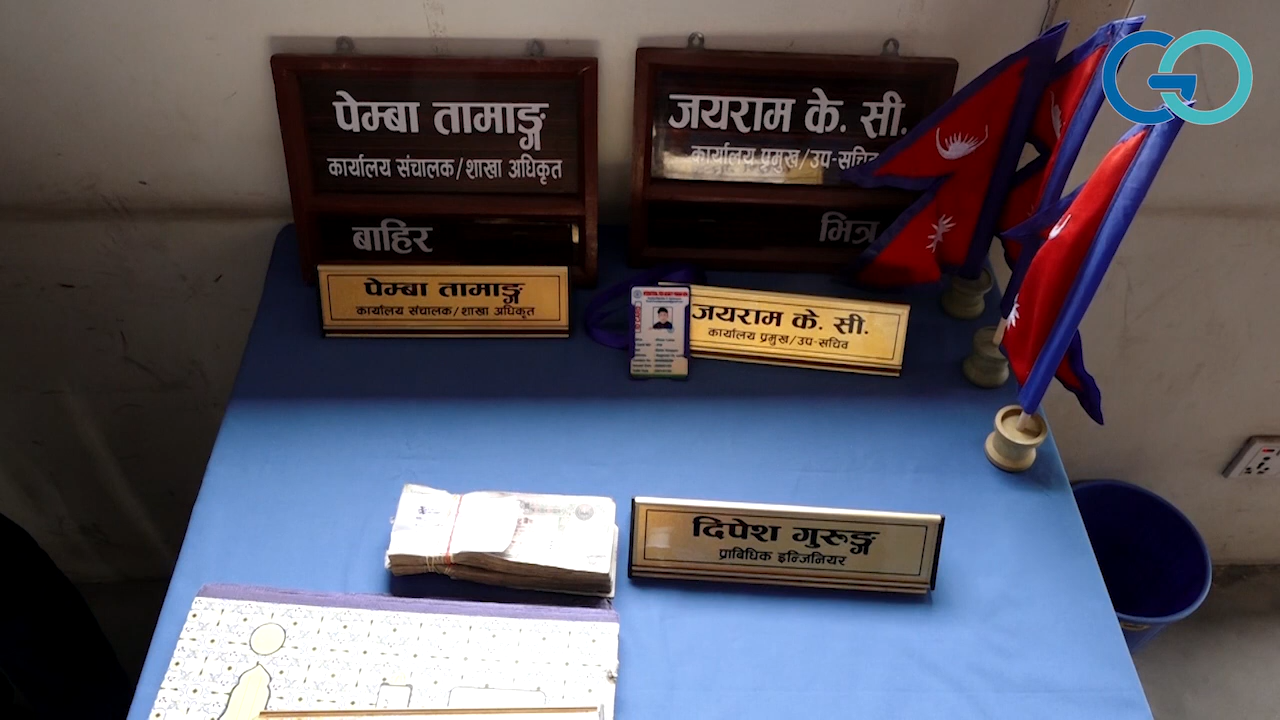 GO
पेम्बा तामाङ्ग
कार्यालय संचालक/शाखा अधिकृत
बाहिर
जयराम के. सी.
कार्यालय प्रमुख/उप-सचिव
भित्र
पेम्बा तामाङ्ग
कार्यालय संचालक/शाखा अधिकृत
जयराम के. सी.
कार्यालय प्रमुख/उप-सचिव
दिपेश गुरुङ्ग
प्राबिधिक इन्जिनियर